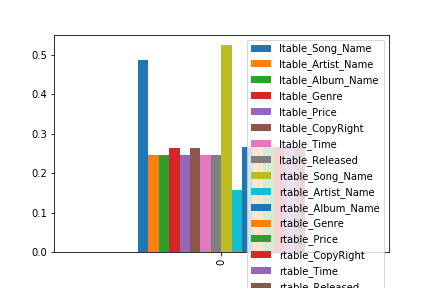 0.5
0.4
0.3
0.2
0.1
0.0
0
ltable_Song_Name
ltable_Artist_Name
ltable_Album_Name
ltable_Genre
ltable_Price
ltable_CopyRight
ltable_Time
ltable_Released
rtable_Song_Name
rtable_Artist_Name
rtable_Album_Name
rtable_Genre
rtable_Price
rtable_CopyRight
rtable_Time
rtable_Released